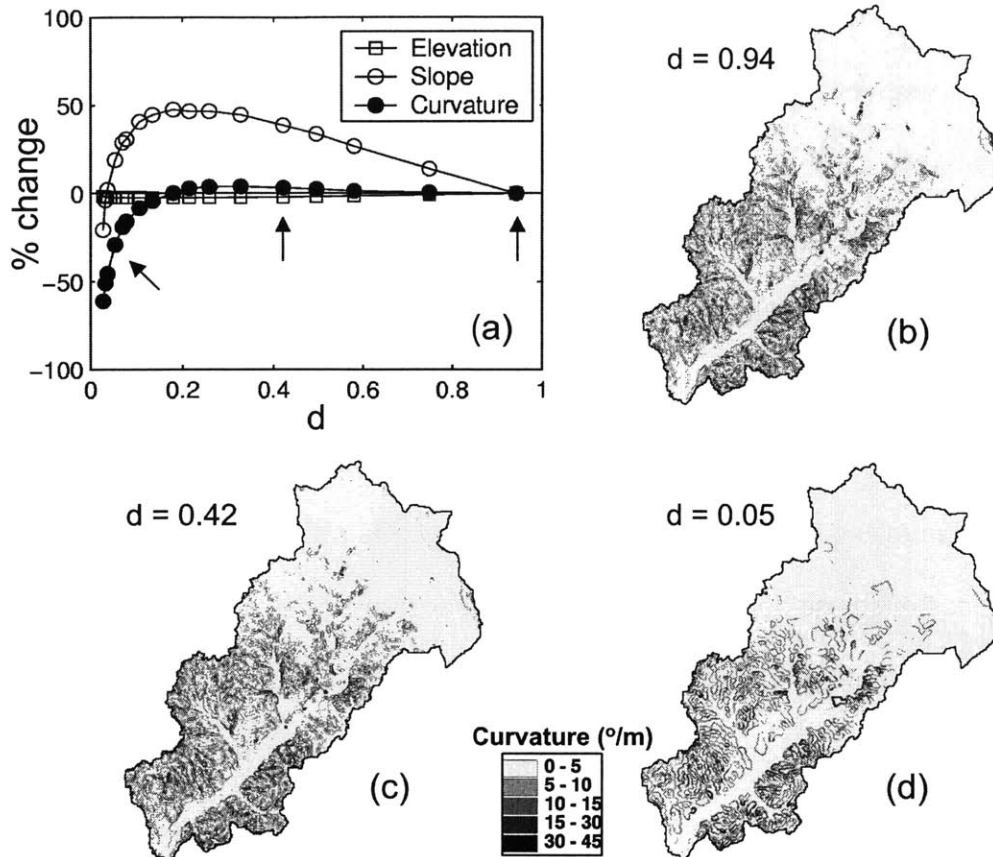 100
50
0
−50
−100
% change
0
0.2
0.4
0.6
0.8
1
d
Elevation
Slope
Curvature
(a)
d = 0.94
(b)
d = 0.42
(c)
d = 0.05
(d)
Curvature (°/m)
0 - 5
5 - 10
10 - 15
15 - 30
30 - 45